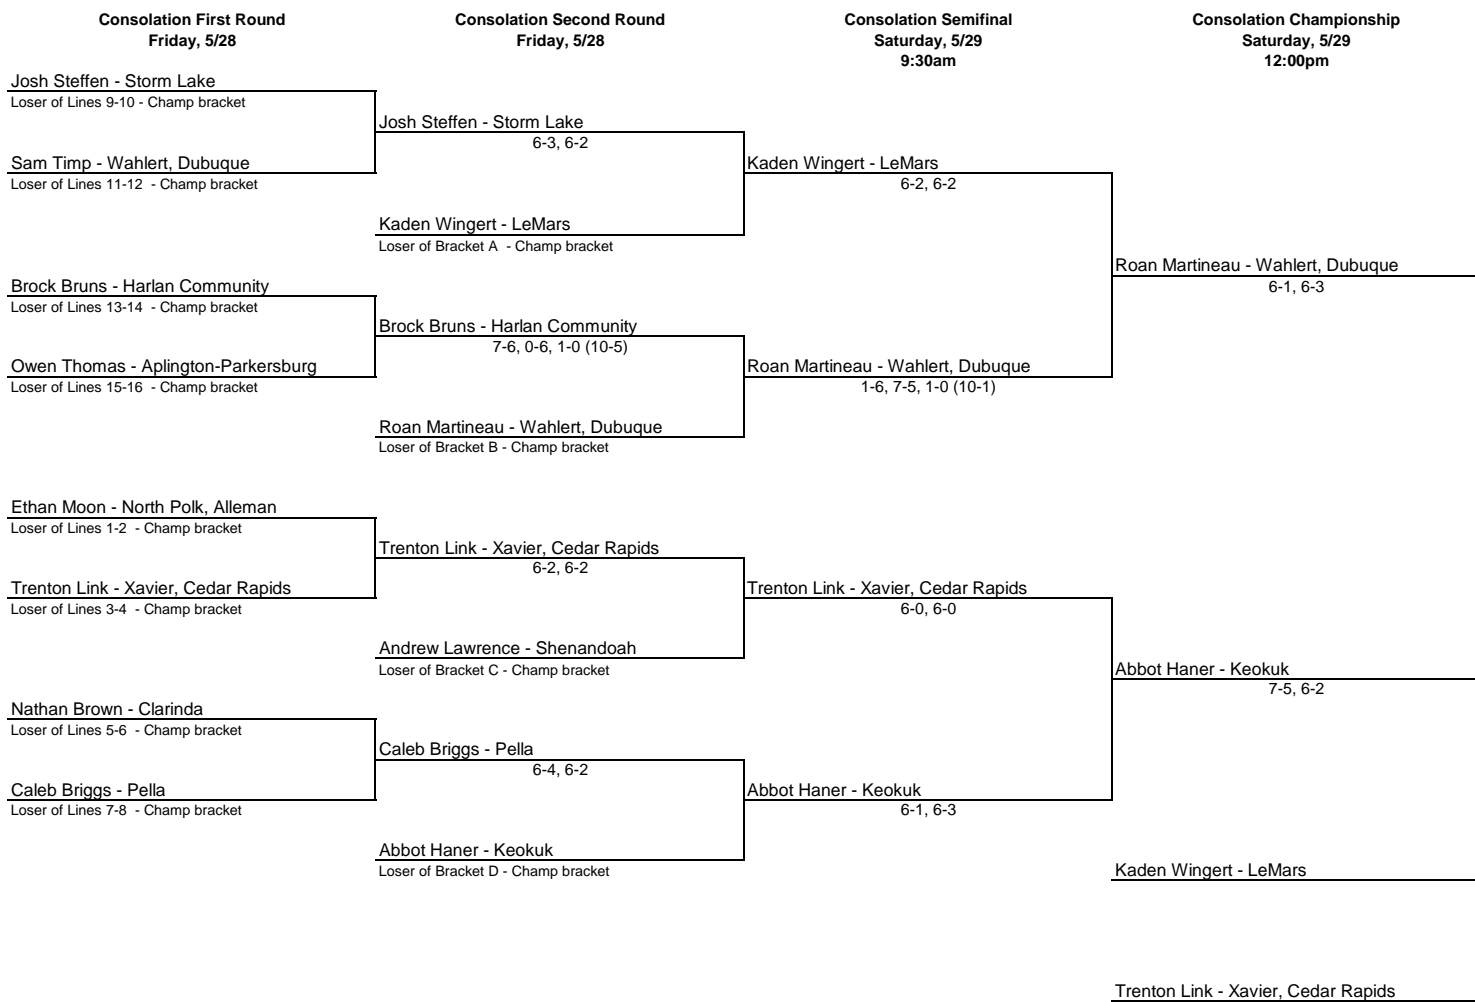 Consolation First Round
Friday, 5/28
Consolation Second Round
Friday, 5/28
Consolation Semifinal
Saturday, 5/29
9:30am
Consolation Championship
Saturday, 5/29
12:00pm
Josh Steffen - Storm Lake
Loser of Lines 9-10 - Champ bracket
Sam Timp - Wahlert, Dubuque
Loser of Lines 11-12 - Champ bracket
Brock Bruns - Harlan Community
Loser of Lines 13-14 - Champ bracket
Owen Thomas - Aplington-Parkersburg
Loser of Lines 15-16 - Champ bracket
Ethan Moon - North Polk, Alleman
Loser of Lines 1-2 - Champ bracket
Trenton Link - Xavier, Cedar Rapids
Loser of Lines 3-4 - Champ bracket
Nathan Brown - Clarinda
Loser of Lines 5-6 - Champ bracket
Caleb Briggs - Pella
Loser of Lines 7-8 - Champ bracket
Josh Steffen - Storm Lake
6-3, 6-2
Kaden Wingert - LeMars
Loser of Bracket A - Champ bracket
Brock Bruns - Harlan Community
7-6, 0-6, 1-0 (10-5)
Roan Martineau - Wahlert, Dubuque
Loser of Bracket B - Champ bracket
Trenton Link - Xavier, Cedar Rapids
6-2, 6-2
Andrew Lawrence - Shenandoah
Loser of Bracket C - Champ bracket
Caleb Briggs - Pella
6-4, 6-2
Abbot Haner - Keokuk
Loser of Bracket D - Champ bracket
Kaden Wingert - LeMars
6-2, 6-2
Roan Martineau - Wahlert, Dubuque
1-6, 7-5, 1-0 (10-1)
Trenton Link - Xavier, Cedar Rapids
6-0, 6-0
Abbot Haner - Keokuk
6-1, 6-3
Roan Martineau - Wahlert, Dubuque
6-1, 6-3
Abbot Haner - Keokuk
7-5, 6-2
Kaden Wingert - LeMars
Trenton Link - Xavier, Cedar Rapids